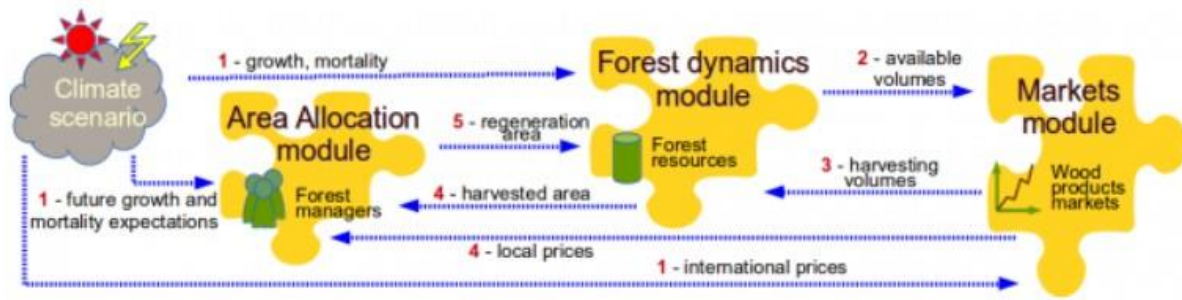 Climate
scenario
1 - growth, mortality
Forest dynamics
module
2 - available
volumes
Markets
module
Area Allocation
module
5 - regeneration
area
Forest
resources
3 - harvesting
volumes
Wood
products
markets
1 - future growth and
mortality expectations
Forest
managers
4 - harvested area
4 - local prices
1 - international prices